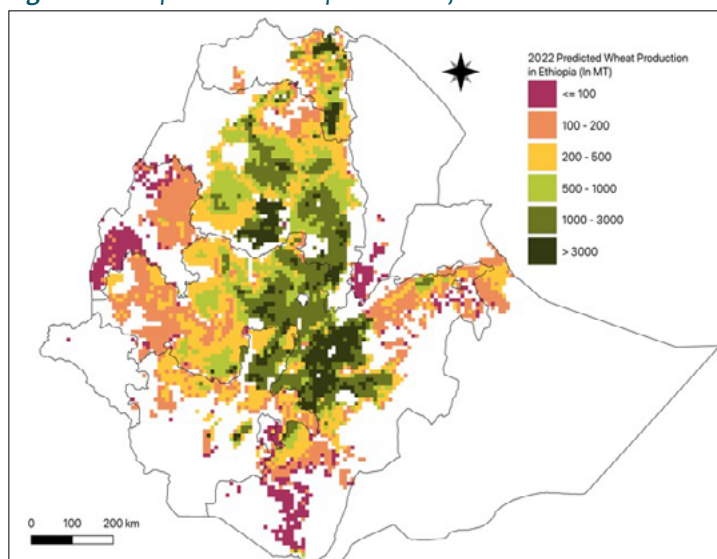 2022 Predicted Wheat Production
in Ethiopia (In MT)
<= 100
100 - 200
200 - 500
500 - 1000
1000 - 3000
> 3000
0 100 200 km